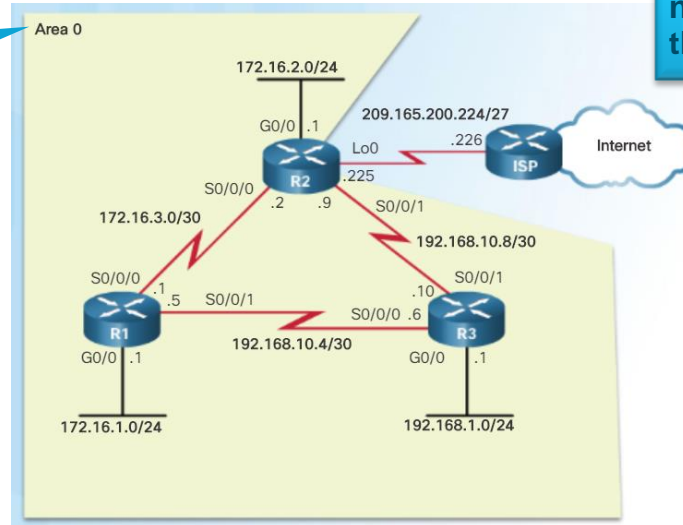 Area 0
172.16.2.0/24
209.165.200.224/27
G0/0 .1
Lo0
.226
Internet
R2
.225
ISP
S0/0/0
.2
.9
S0/0/1
172.16.3.0/30
192.168.10.8/30
S0/0/0
.1
.10
S0/0/1
.5
S0/0/1
S0/0/0 .6
R1
R3
192.168.10.4/30
G0/0 .1
G0/0 .1
172.16.1.0/24
192.168.1.0/24